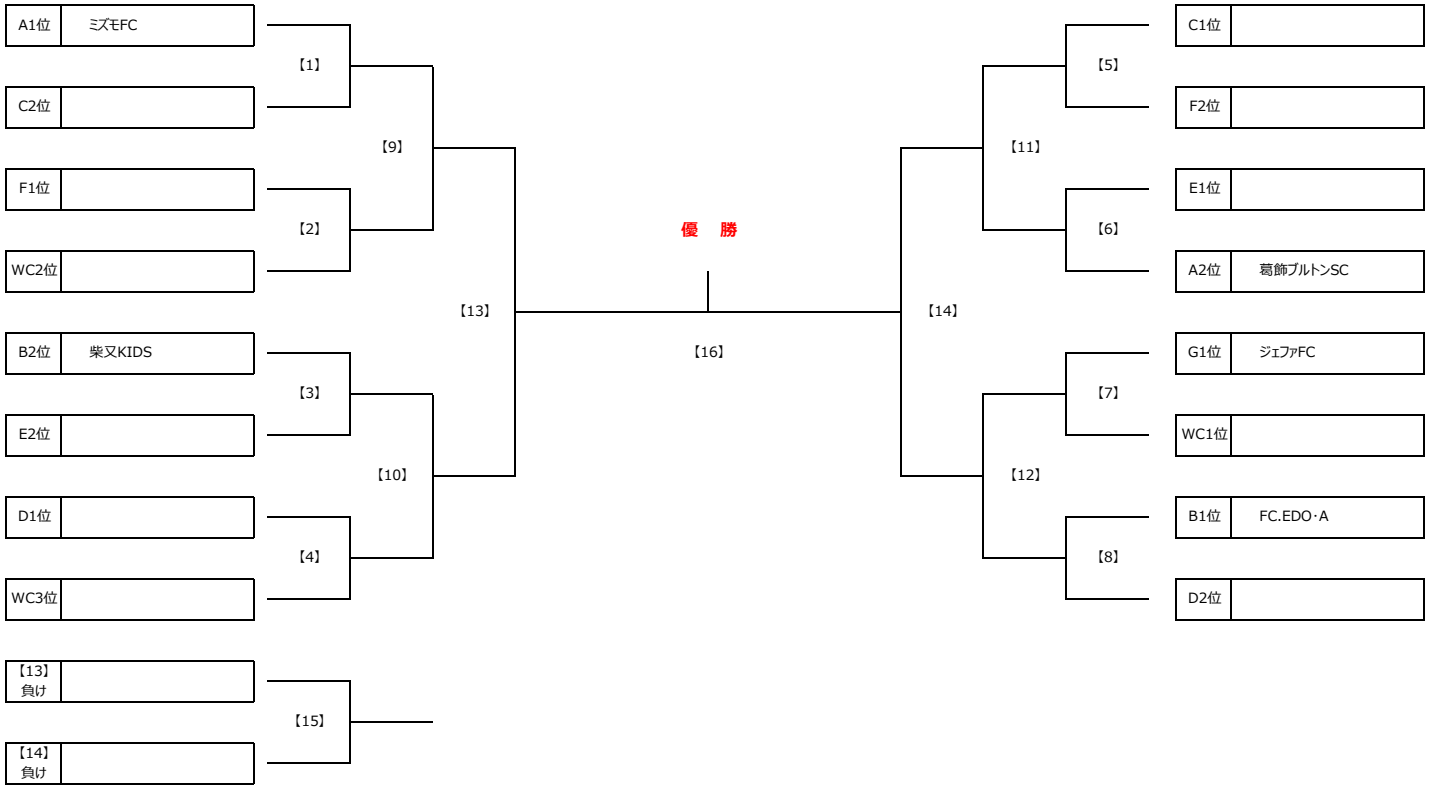 A1位 ミズモFC
【1】
C2位
【9】
F1位
【2】
WC2位
【13】
B2位 柴又KIDS
【3】
E2位
【10】
D1位
【4】
WC3位
【13】
負け
【15】
【14】
負け
優 勝
【16】
C1位
【5】
F2位
【11】
E1位
【6】
A2位 葛飾ブルトンSC
【14】
G1位 ジェファFC
【7】
WC1位
【12】
B1位 FC.EDO・A
【8】
D2位